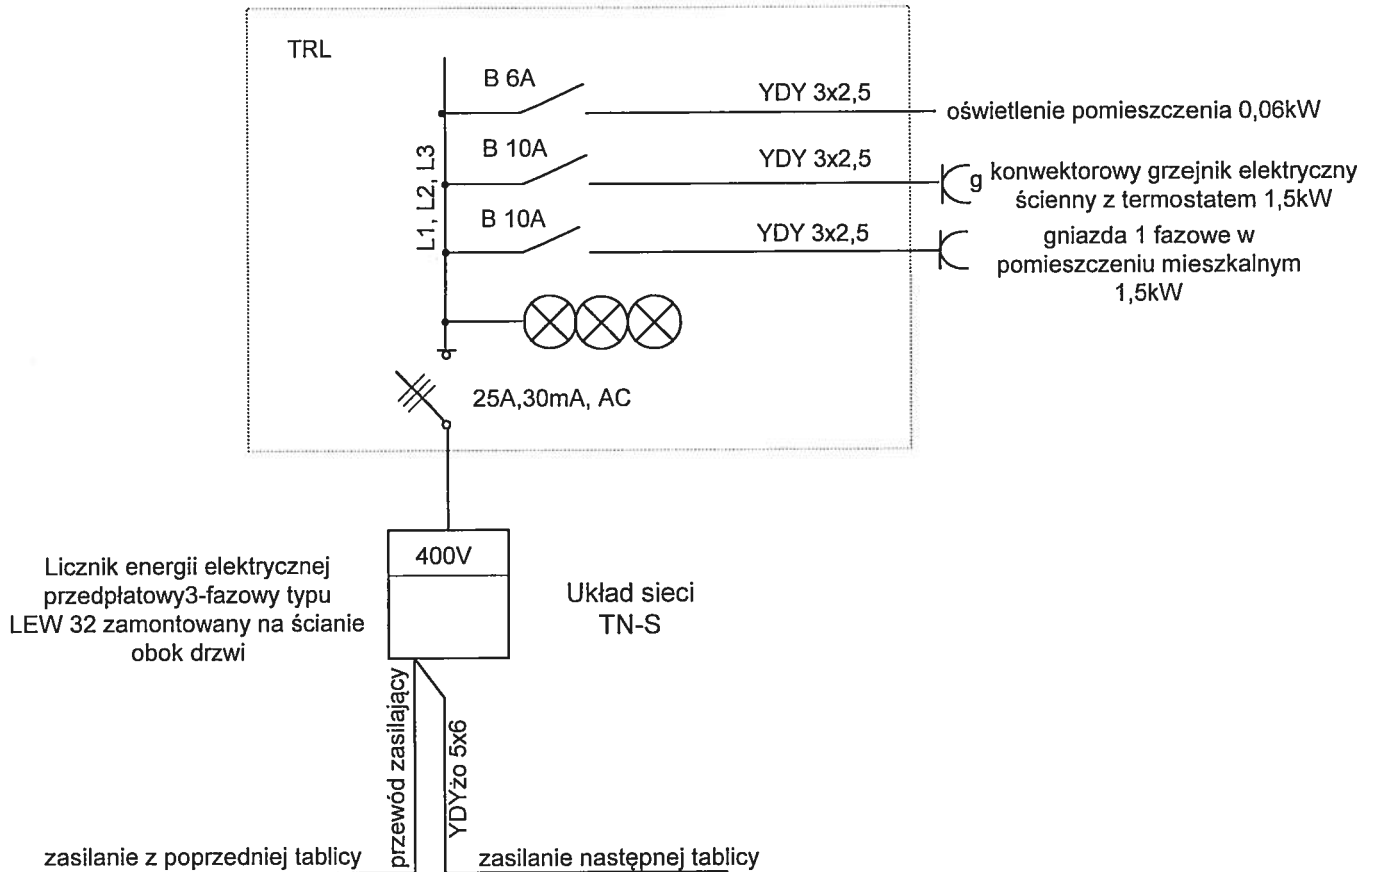 TRL
B 6A
YDY 3x2,5
oświetlenie pomieszczenia 0,06kW
B 10A
YDY 3x2,5
g
konwektorowy grzejnik elektryczny
ścienny z termostatem 1,5kW
L1, L2, L3
B 10A
YDY 3x2,5
gniazda 1 fazowe w
pomieszczeniu mieszkalnym
1,5kW
25A,30mA, AC
400V
Licznik energii elektrycznej
przedpłatowy3-fazowy typu
LEW 32 zamontowany na ścianie
obok drzwi
Układ sieci
TN-S
przewód zasilający
YDYżo 5x6
zasilanie z poprzedniej tablicy
zasilanie następnej tablicy